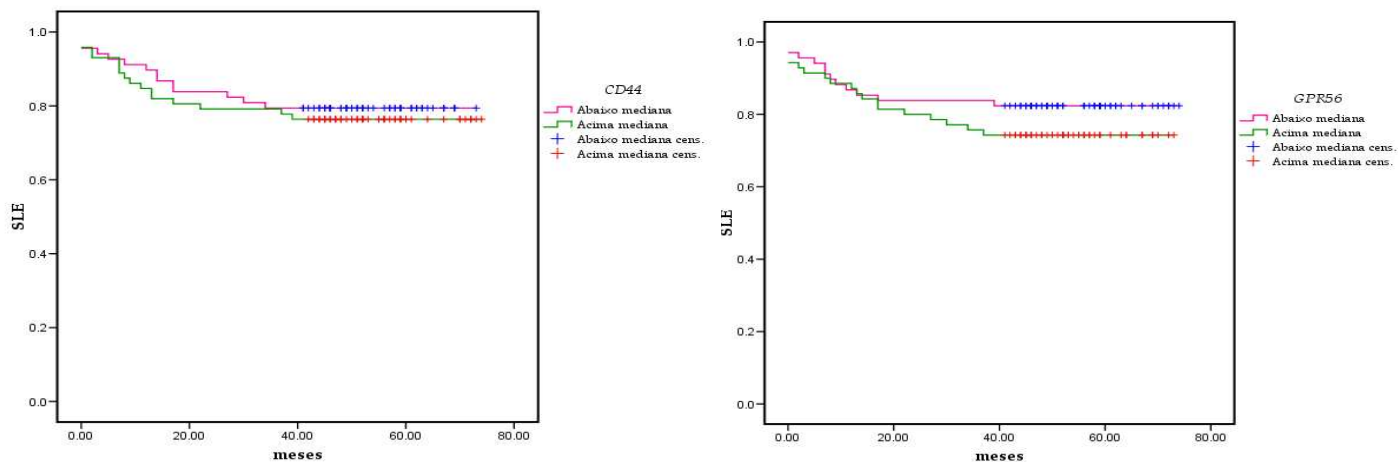 1.0
0.8
0.6
0.4
0.2
0.0
SLE
0.00
20.00
40.00
60.00
80.00
meses
CD44
Abaixo mediana
Acima mediana
Abaixo mediana cens.
Acima mediana cens.
1.0
0.8
0.6
0.4
0.2
0.0
SLE
0.00
20.00
40.00
60.00
80.00
meses
GPR56
Abaixo mediana
Acima mediana
Abaixo mediana cens.
Acima mediana cens.